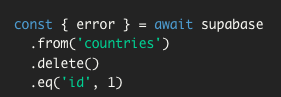 const { error } = await supabase
  .from('countries')
  .delete()
  .eq('id', 1)